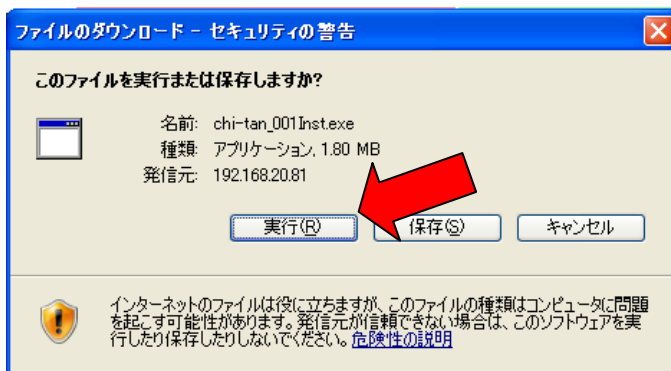 ファイルのダウンロード - セキュリティの警告
このファイルを実行または保存しますか?
名前: chi-tan_001Inst.exe
種類: アプリケーション, 1.80 MB
発信元: 192.168.20.81
実行(R) 保存(S) キャンセル
インターネットのファイルは役に立ちますが、このファイルの種類はコンピュータに問題
を起こす可能性があります。発信元が信頼できない場合は、このソフトウェアを実
行したり保存したりしないでください。危険性の説明